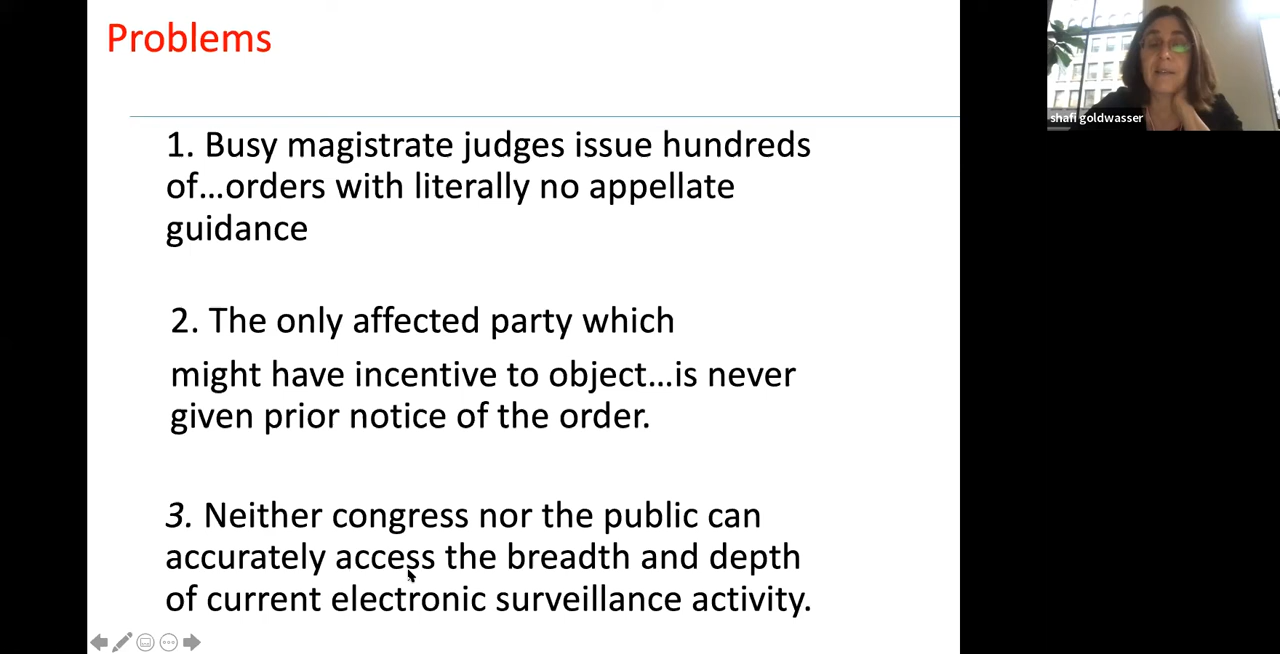 Problems
shafi goldwasser
1. Busy magistrate judges issue hundreds
of...orders with literally no appellate
guidance
2. The only affected party which
might have incentive to object...is never
given prior notice of the order.
3. Neither congress nor the public can
accurately access the breadth and depth
of current electronic surveillance activity.